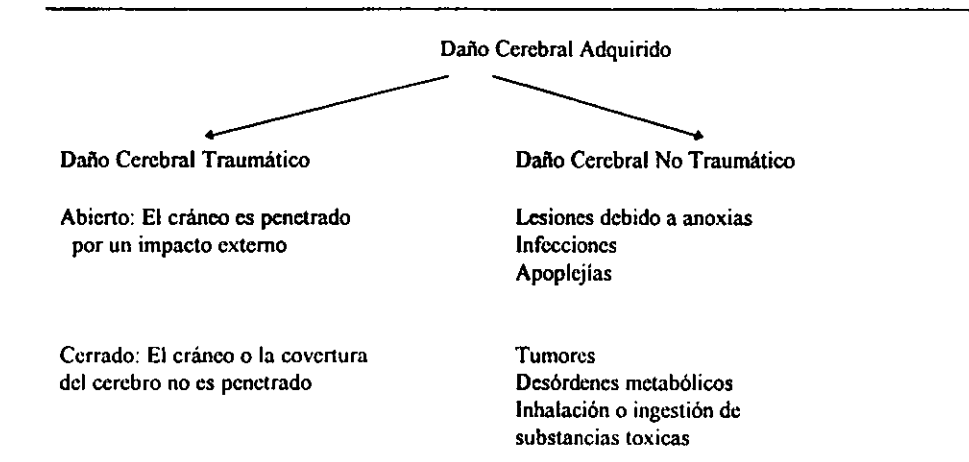 Daño Cerebral Adquirido
Daño Cerebral Traumático
Abierto: El cráneo es penetrado
por un impacto externo
Cerrado: El cráneo o la covertura
del cerebro no es penetrado
Daño Cerebral No Traumático
Lesiones debido a anoxias
Infecciones
Apoplejías
Tumores
Desórdenes metabólicos
Inhalación o ingestión de
substancias toxicas